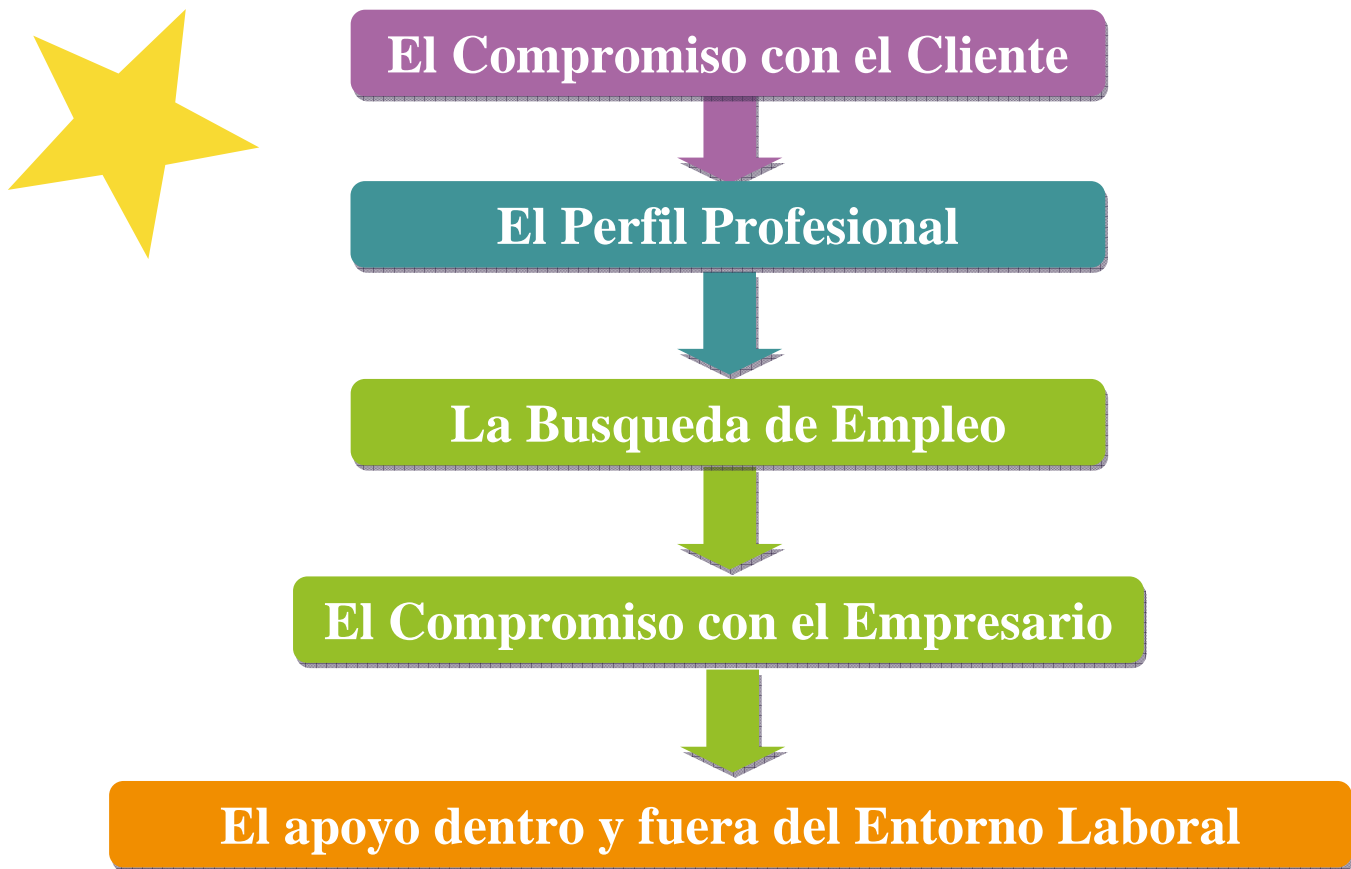 El Compromiso con el Cliente
El Perfil Profesional
La Busqueda de Empleo
El Compromiso con el Empresario
El apoyo dentro y fuera del Entorno Laboral